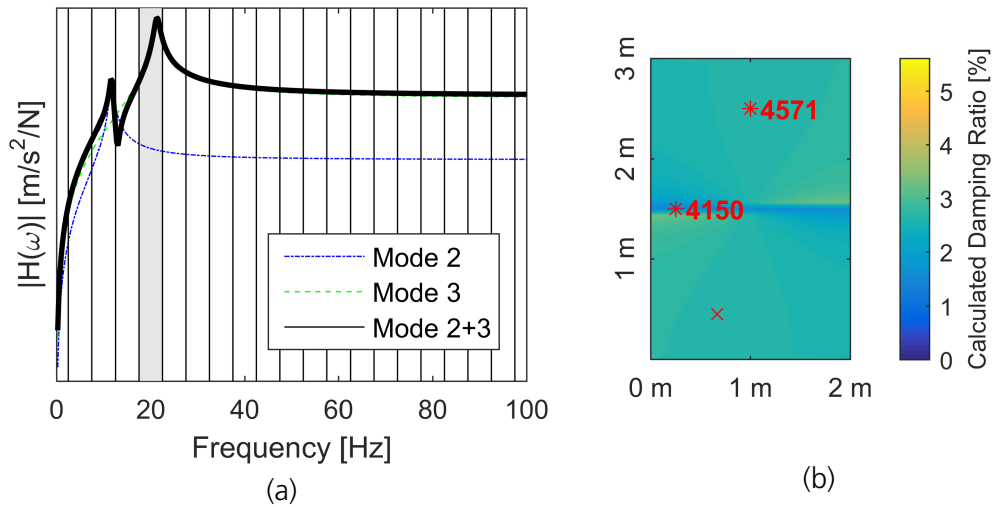 |H(ω)| [m/s²/N]
Mode 2
Mode 3
Mode 2+3
0 20 40 60 80 100
Frequency [Hz]
(a)
3 m
2 m
1 m
4571
4150
0 m 1 m 2 m
5
4
3
2
1
0
Calculated Damping Ratio [%]
(b)